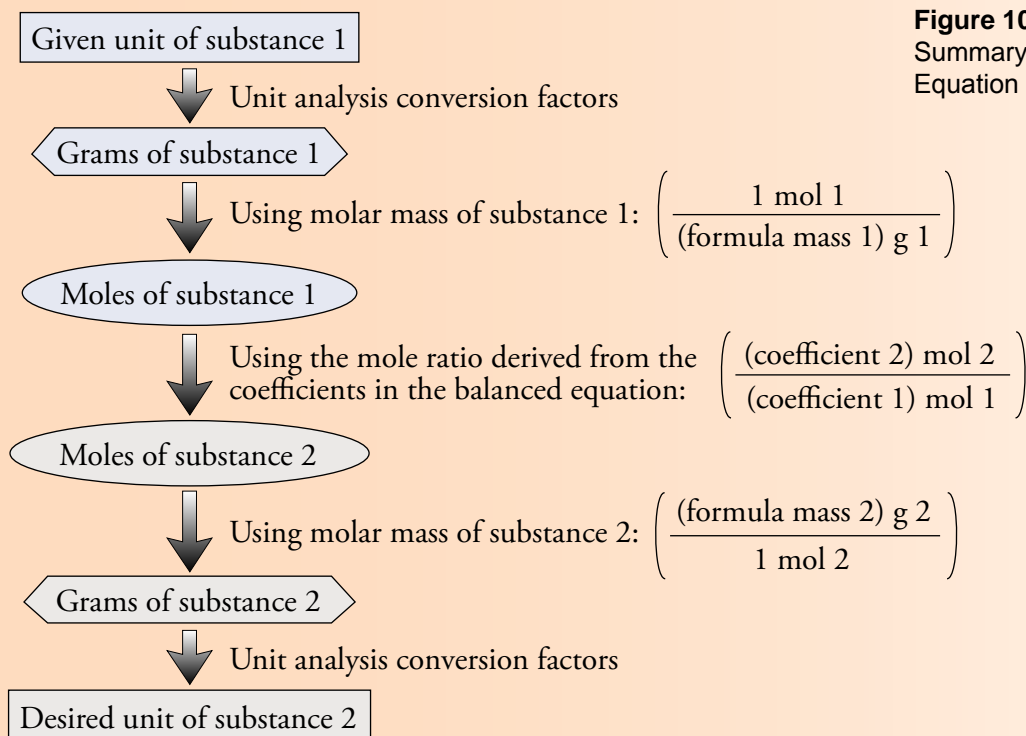 Given unit of substance 1
Figure 10
Summary
Equation
Unit analysis conversion factors
Grams of substance 1
Using molar mass of substance 1: ( 1 mol 1 / (formula mass 1) g 1 )
Moles of substance 1
Using the mole ratio derived from the
coefficients in the balanced equation: ( (coefficient 2) mol 2 / (coefficient 1) mol 1 )
Moles of substance 2
Using molar mass of substance 2: ( (formula mass 2) g 2 / 1 mol 2 )
Grams of substance 2
Unit analysis conversion factors
Desired unit of substance 2